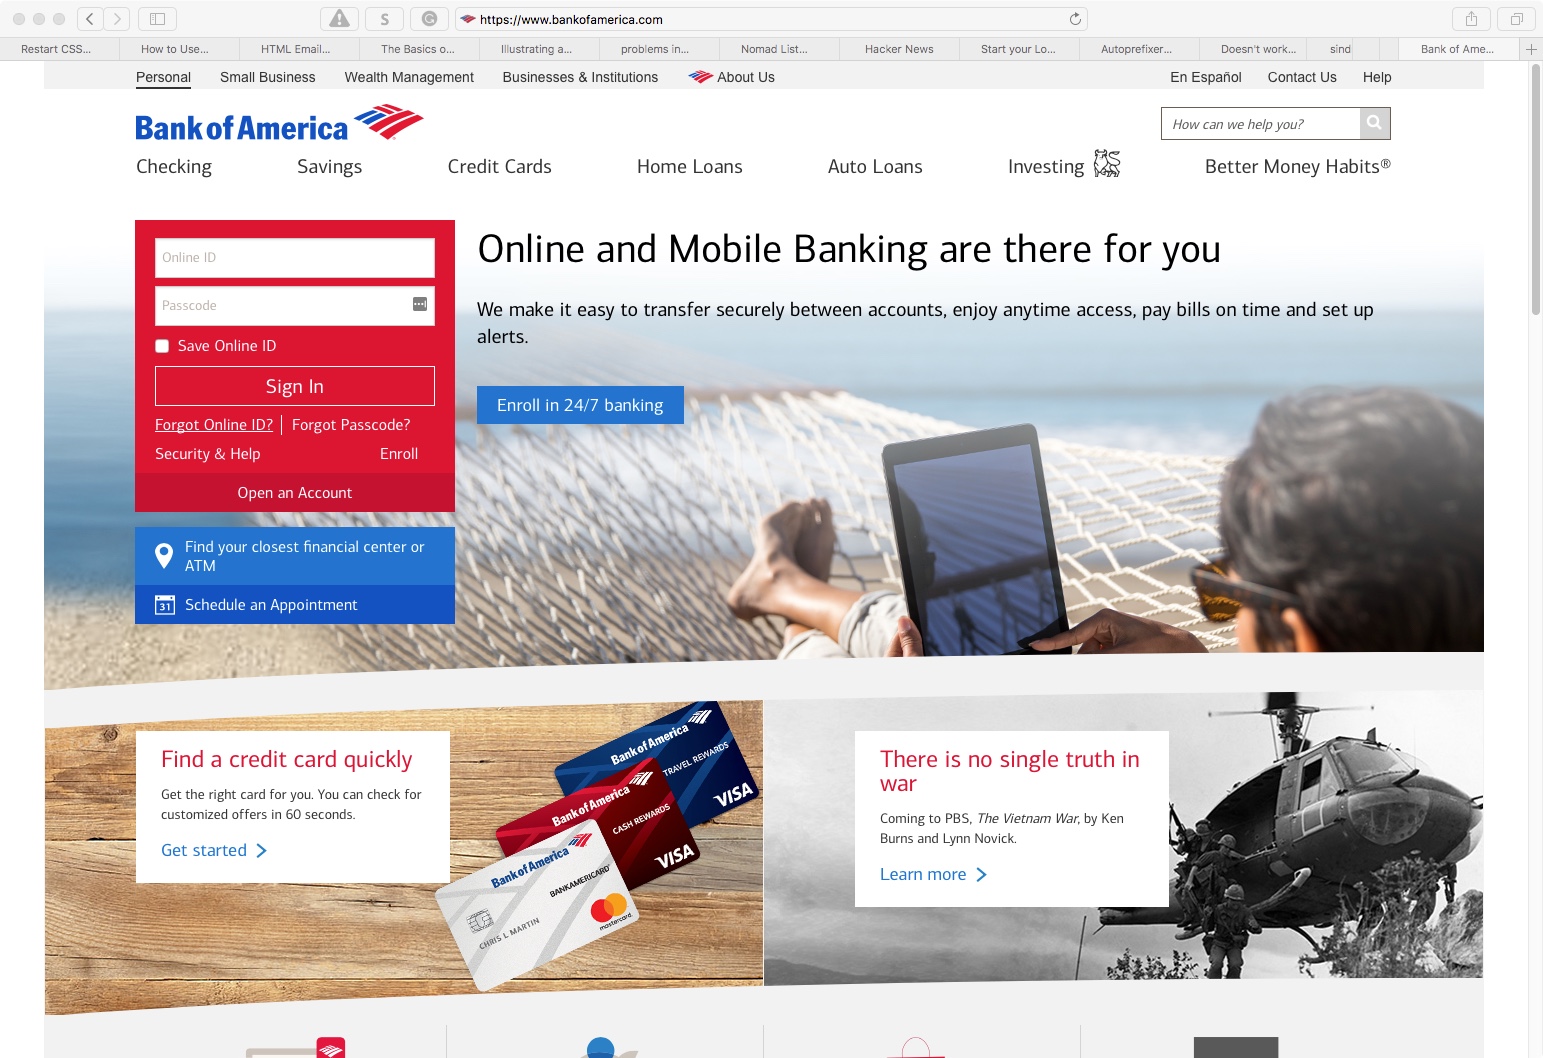 S
https://www.bankofamerica.com
Restart CSS...
How to Use...
HTML Email...
The Basics o...
Illustrating a...
problems in...
Nomad List...
Hacker News
Start your Lo...
Autoprefixer...
Doesn't work...
sind
Bank of Ame...
Personal
Small Business
Wealth Management
Businesses & Institutions
About Us
En Español
Contact Us
Help
Bank of America
How can we help you?
Checking
Savings
Credit Cards
Home Loans
Auto Loans
Investing
Better Money Habits®
Online ID
Passcode
Save Online ID
Sign In
Forgot Online ID?
Forgot Passcode?
Security & Help
Enroll
Open an Account
Find your closest financial center or
ATM
31
Schedule an Appointment
Online and Mobile Banking are there for you
We make it easy to transfer securely between accounts, enjoy anytime access, pay bills on time and set up
alerts.
Enroll in 24/7 banking
Find a credit card quickly
Get the right card for you. You can check for
customized offers in 60 seconds.
Get started
Bank of America
TRAVEL REWARDS
VISA
Bank of America
CASH REWARDS
VISA
Bank of America
BANKAMERICARD®
CHRIS L MARTIN
mastercard.
There is no single truth in
war
Coming to PBS, The Vietnam War, by Ken
Burns and Lynn Novick.
Learn more